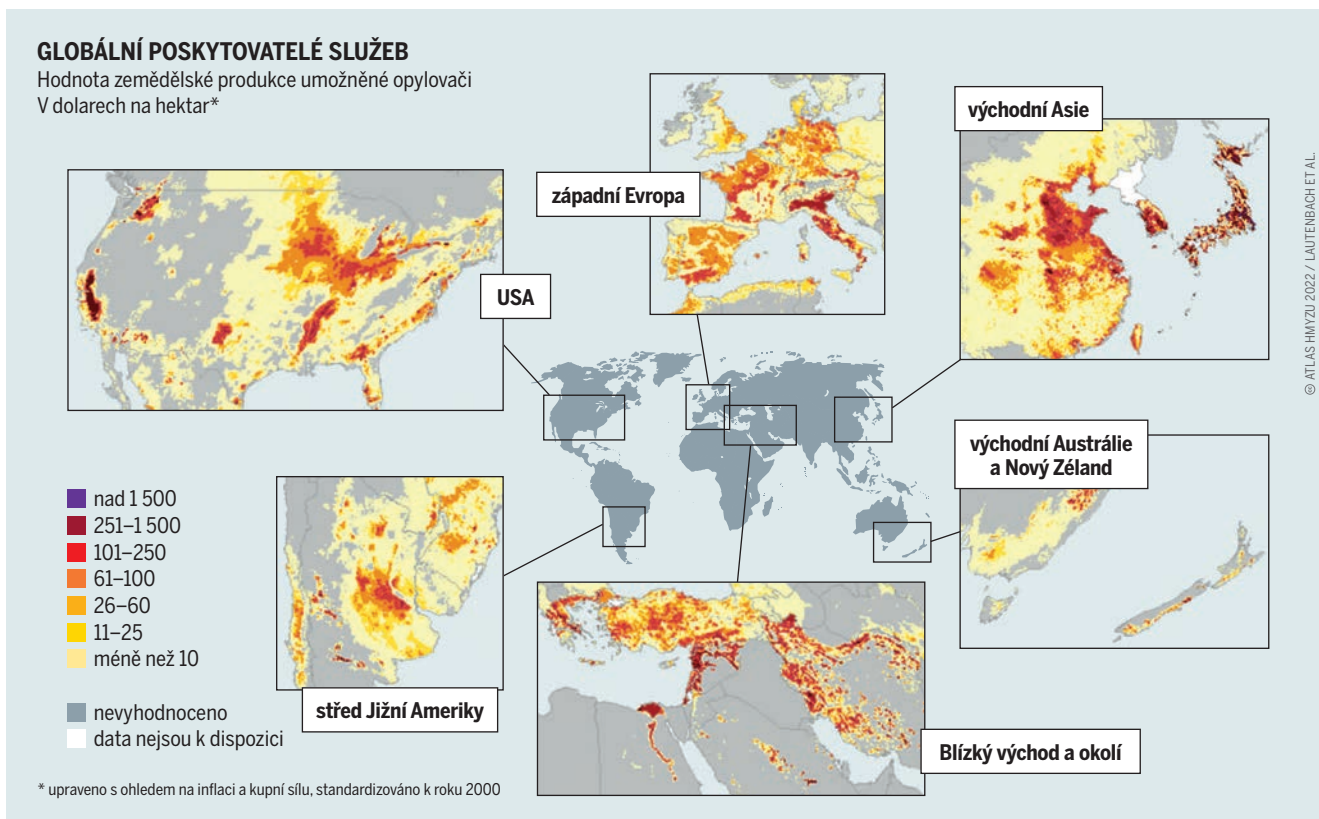 GLOBÁLNÍ POSKYTOVATELÉ SLUŽEB
Hodnota zemědělské produkce umožněné opylovači
V dolarech na hektar*
východní Asie
západní Evropa
USA
východní Austrálie
a Nový Zéland
nad 1 500
251–1 500
101–250
61–100
26–60
11–25
méně než 10
nevyhodnoceno
data nejsou k dispozici
střed Jižní Ameriky
Blízký východ a okolí
* upraveno s ohledem na inflaci a kupní sílu, standardizováno k roku 2000
ATLAS HMYZU 2022 / LAUTENBACH ET AL.